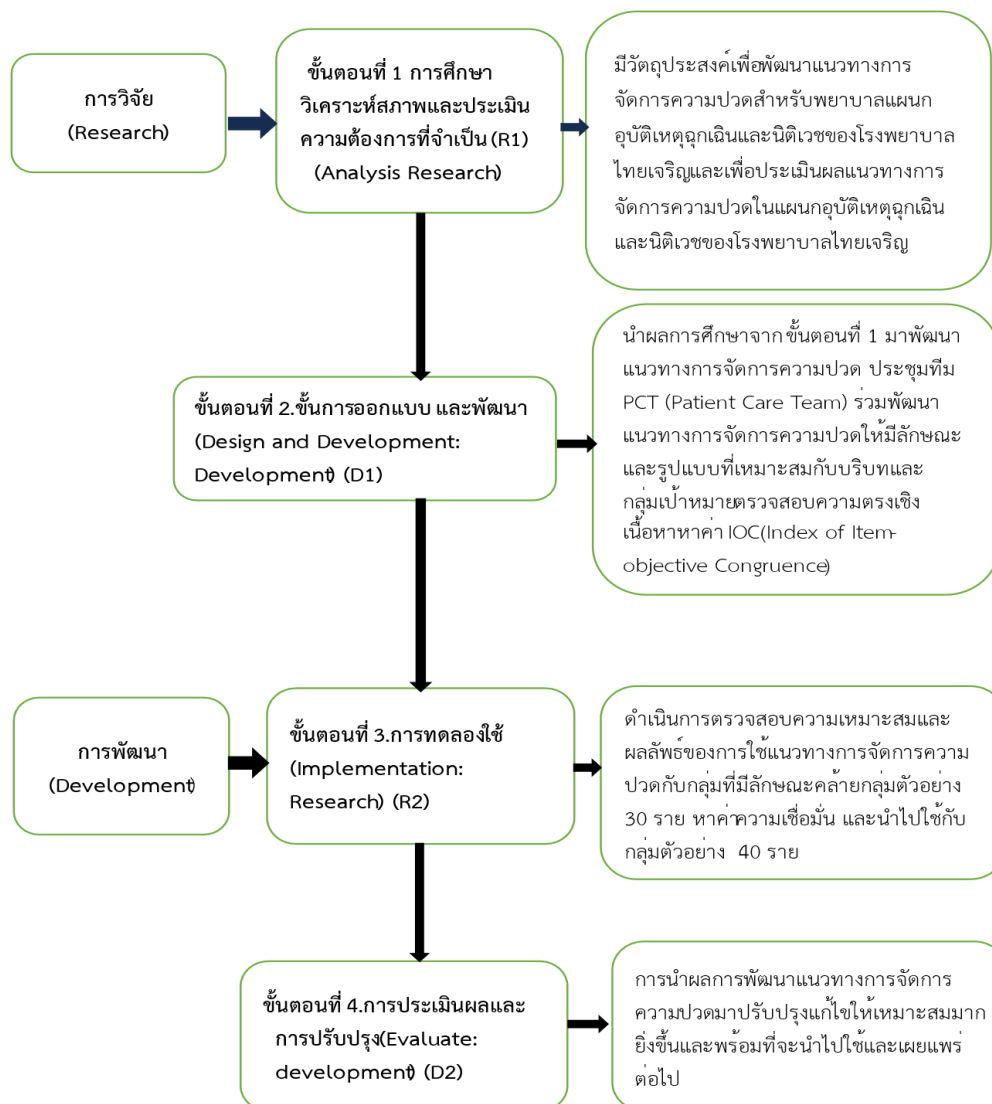 การวิจัย
(Research)
ขั้นตอนที่ 1 การศึกษา
วิเคราะห์สภาพและประเมิน
ความต้องการที่จำเป็น (R1)
(Analysis Research)
มีวัตถุประสงค์เพื่อพัฒนาแนวทางการ
จัดการความปวดสำหรับพยาบาลแผนก
อุบัติเหตุฉุกเฉินและนิติเวชของโรงพยาบาล
ไทยเจริญและเพื่อประเมินผลแนวทางการ
จัดการความปวดในแผนกอุบัติเหตุฉุกเฉิน
และนิติเวชของโรงพยาบาลไทยเจริญ
ขั้นตอนที่ 2.ขั้นการออกแบบ และพัฒนา
(Design and Development:
Development) (D1)
นำผลการศึกษาจาก ขั้นตอนที่ 1 มาพัฒนา
แนวทางการจัดการความปวด ประชุมทีม
PCT (Patient Care Team) ร่วมพัฒนา
แนวทางการจัดการความปวดให้มีลักษณะ
และรูปแบบที่เหมาะสมกับบริบทและ
กลุ่มเป้าหมายตรวจสอบความตรงเชิง
เนื้อหาหาค่า IOC(Index of Item-
objective Congruence)
การพัฒนา
(Development)
ขั้นตอนที่ 3.การทดลองใช้
(Implementation:
Research) (R2)
ดำเนินการตรวจสอบความเหมาะสมและ
ผลลัพธ์ของการใช้แนวทางการจัดการความ
ปวดกับกลุ่มที่มีลักษณะคล้ายกลุ่มตัวอย่าง
30 ราย หาค่าความเชื่อมั่น และนำไปใช้กับ
กลุ่มตัวอย่าง 40 ราย
ขั้นตอนที่ 4.การประเมินผลและ
การปรับปรุง(Evaluate:
development) (D2)
การนำผลการพัฒนาแนวทางการจัดการ
ความปวดมาปรับปรุงแก้ไขให้เหมาะสมมาก
ยิ่งขึ้นและพร้อมที่จะนำไปใช้และเผยแพร่
ต่อไป